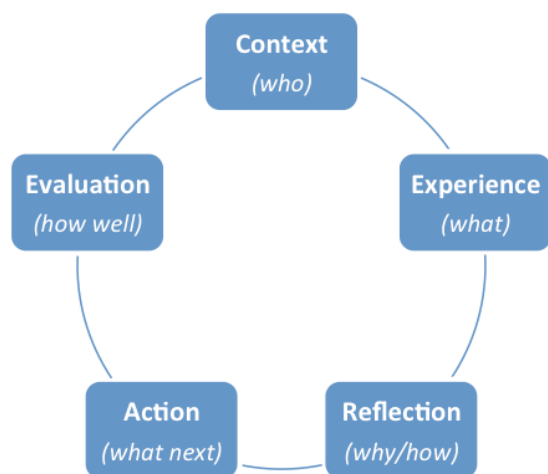 Context
(who)
Experience
(what)
Reflection
(why/how)
Action
(what next)
Evaluation
(how well)